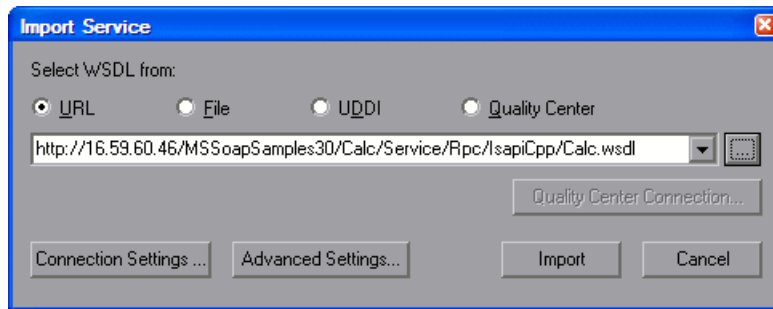 Import Service
Select WSDL from:
URL File UDDI Quality Center
http://16.59.60.46/MSSoapSamples30/Calc/Service/Rpc/IsapiCpp/Calc.wsdl ...
Quality Center Connection...
Connection Settings ... Advanced Settings... Import Cancel